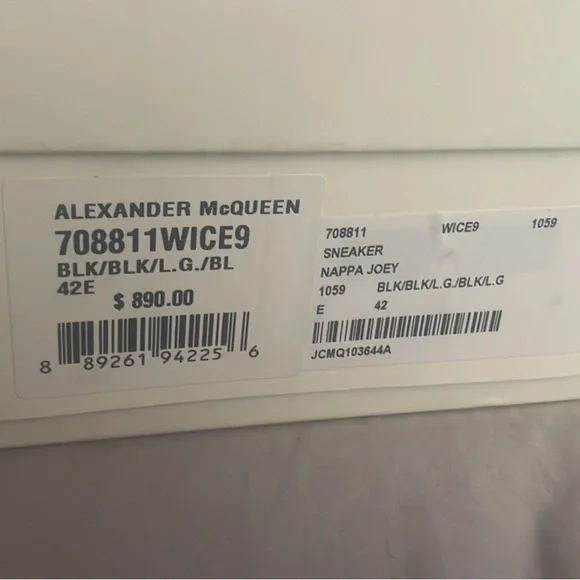 ALEXANDER McQUEEN
708811WICE9
BLK/BLK/L.G./BL
42E
$ 890.00
8 89261 94225 6
708811 WICE9 1059
SNEAKER
NAPPA JOEY
1059 BLK/BLK/L.G./BLK/L.G
E 42
JCMQ103644A